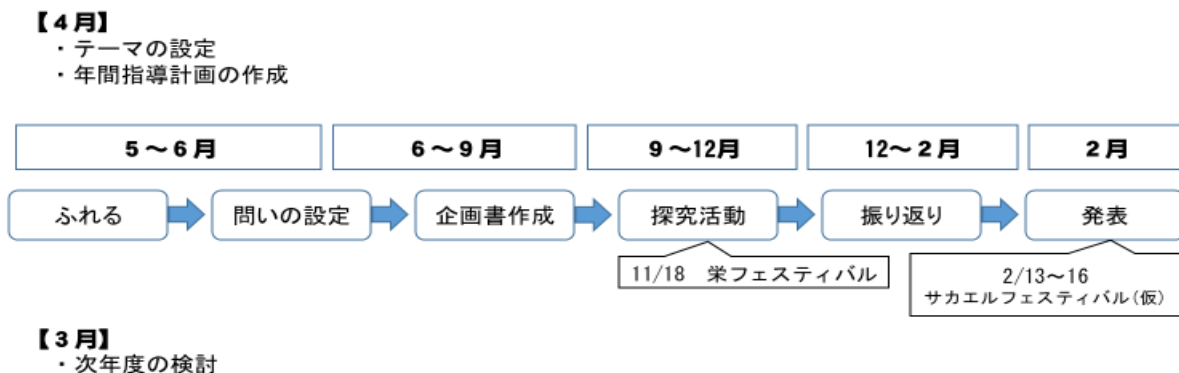 【4月】
・テーマの設定
・年間指導計画の作成
5～6月
6～9月
9～12月
12～2月
2月
ふれる
問いの設定
企画書作成
探究活動
振り返り
発表
11/18　栄フェスティバル
2/13～16
サカエルフェスティバル(仮)
【3月】
・次年度の検討